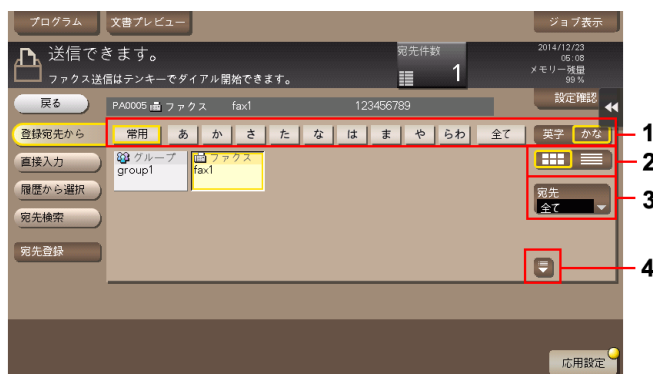 プログラム 文書プレビュー ジョブ表示
送信できます。
ファクス送信はテンキーでダイアル開始できます。
宛先件数
1
2014/12/23
05:08
メモリー残量
99 %
戻る
PA0005 ファクス fax1 123456789
設定確認
登録宛先から
常用 あ か さ た な は ま や らわ 全て 英字 かな
1
直接入力
グループ
group1
ファクス
fax1
2
履歴から選択
宛先
全て
3
宛先検索
宛先登録
4
応用設定